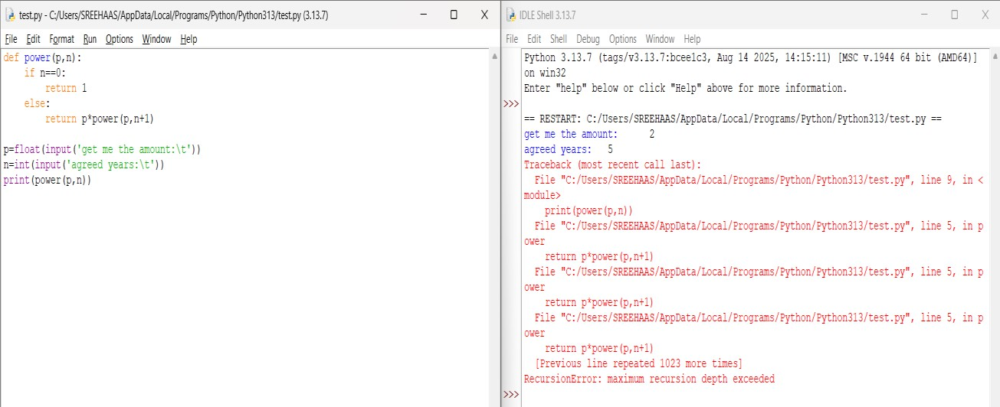 test.py - C:/Users/SREEHAAS/AppData/Local/Programs/Python/Python313/test.py (3.13.7)
File Edit Format Run Options Window Help
def power(p,n):
    if n==0:
        return 1
    else:
        return p*power(p,n+1)

p=float(input('get me the amount:\t'))
n=int(input('agreed years:\t'))
print(power(p,n))
IDLE Shell 3.13.7
File Edit Shell Debug Options Window Help
Python 3.13.7 (tags/v3.13.7:bcee1c3, Aug 14 2025, 14:15:11) [MSC v.1944 64 bit (AMD64)]
on win32
Enter "help" below or click "Help" above for more information.
>>>
== RESTART: C:/Users/SREEHAAS/AppData/Local/Programs/Python/Python313/test.py ==
get me the amount:	2
agreed years:	5
Traceback (most recent call last):
  File "C:/Users/SREEHAAS/AppData/Local/Programs/Python/Python313/test.py", line 9, in <
module>
    print(power(p,n))
  File "C:/Users/SREEHAAS/AppData/Local/Programs/Python/Python313/test.py", line 5, in p
ower
    return p*power(p,n+1)
  File "C:/Users/SREEHAAS/AppData/Local/Programs/Python/Python313/test.py", line 5, in p
ower
    return p*power(p,n+1)
  File "C:/Users/SREEHAAS/AppData/Local/Programs/Python/Python313/test.py", line 5, in p
ower
    return p*power(p,n+1)
  [Previous line repeated 1023 more times]
RecursionError: maximum recursion depth exceeded
>>>